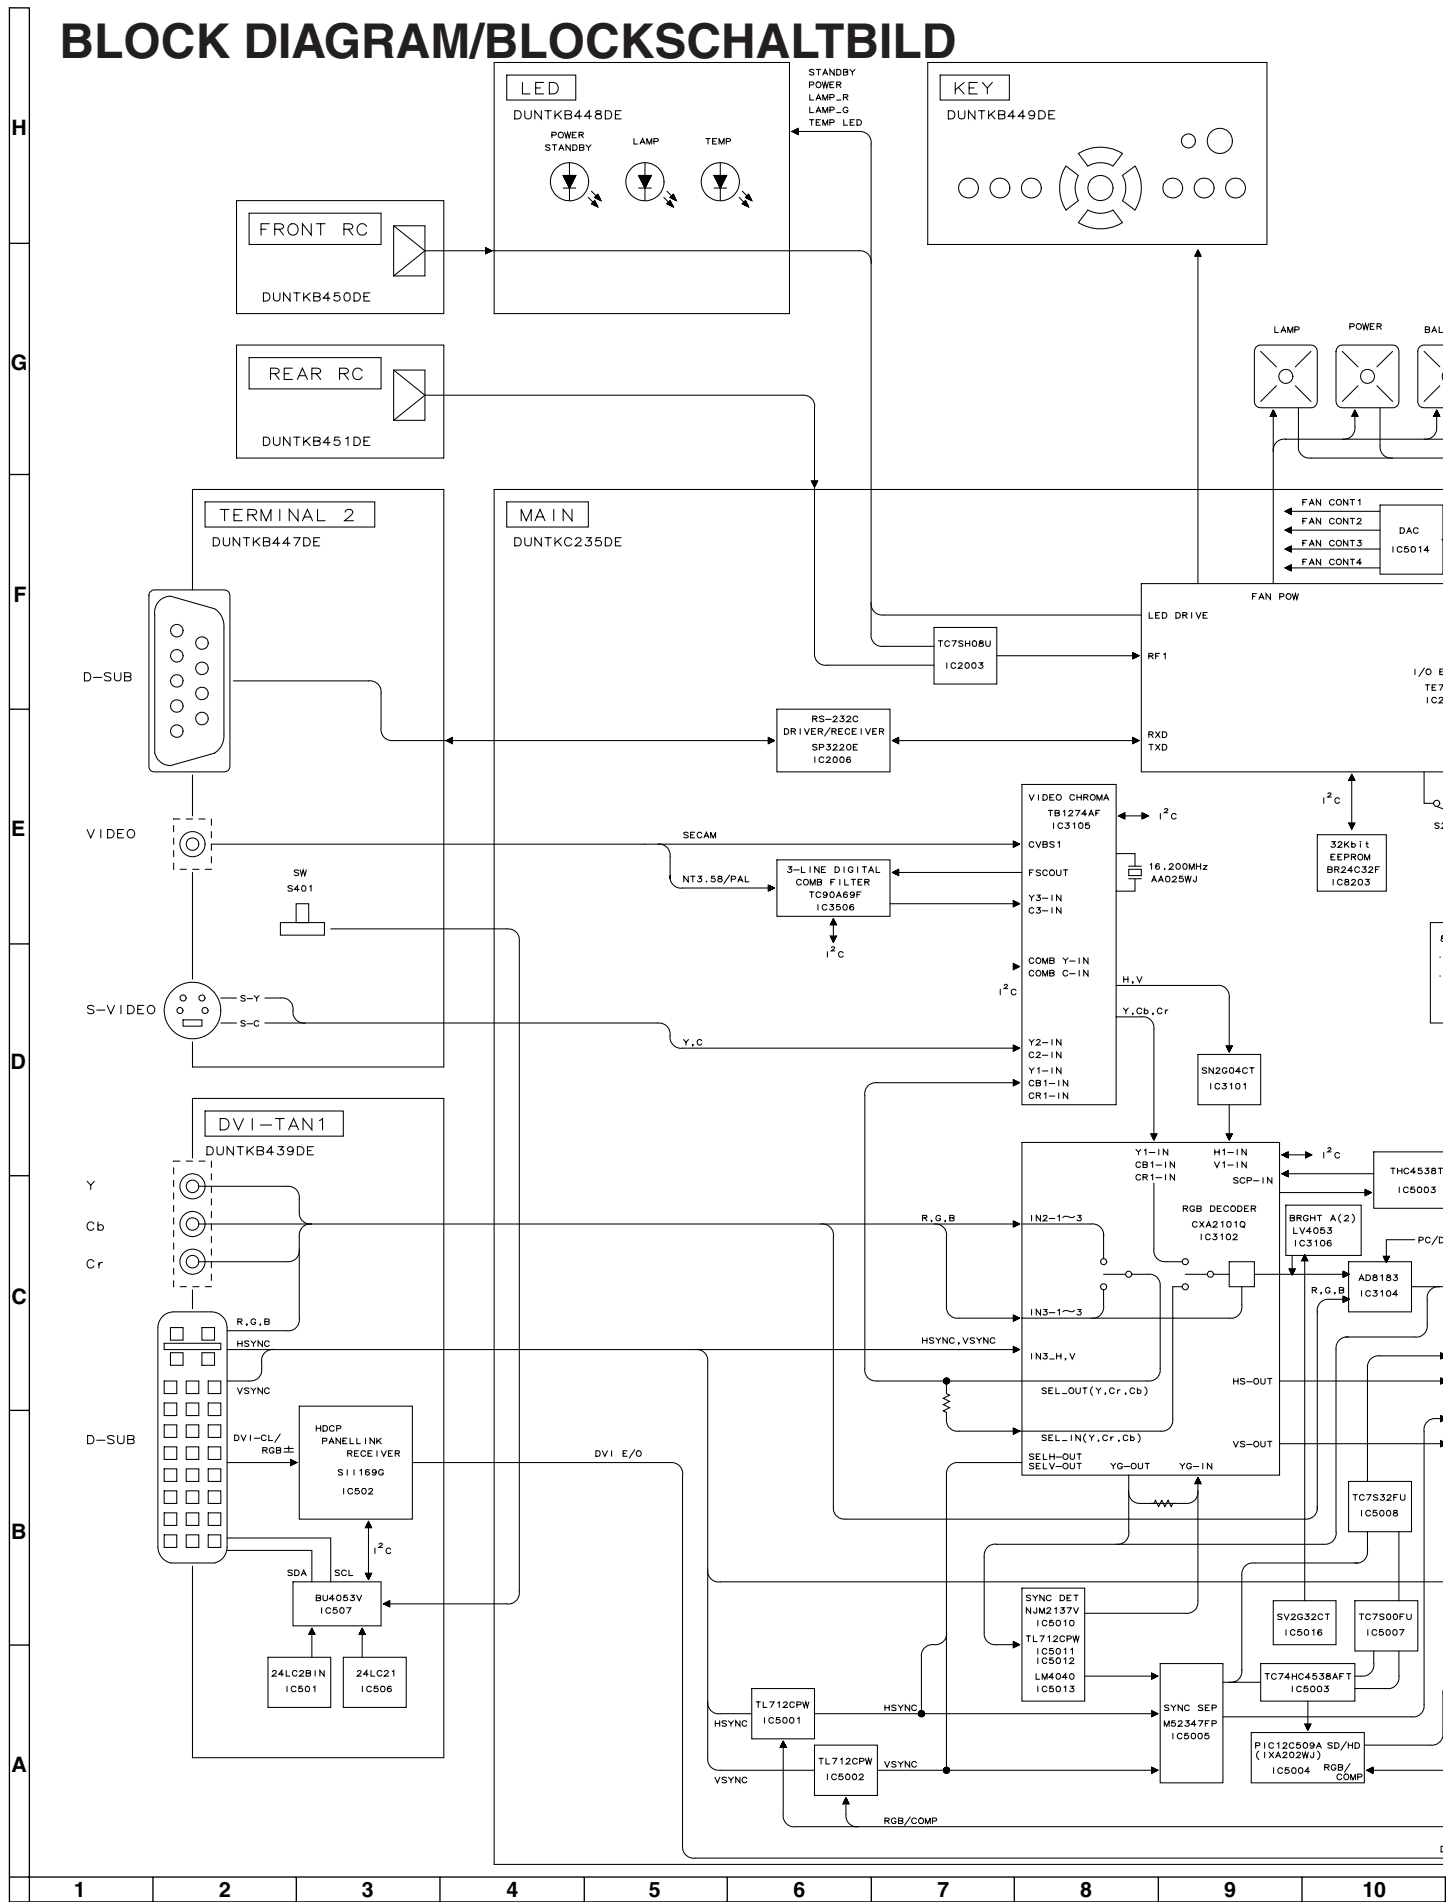 BLOCK DIAGRAM/BLOCKSCHALTBILD
H
LED
DUNTKB448DE
POWER
STANDBY
LAMP
TEMP
STANDBY
POWER
LAMP_R
LAMP_G
TEMP LED
KEY
DUNTKB449DE
FRONT RC
DUNTKB450DE
G
REAR RC
DUNTKB451DE
LAMP
POWER
BAL
F
TERMINAL 2
DUNTKB447DE
D-SUB
MAIN
DUNTKC235DE
FAN CONT1
FAN CONT2
FAN CONT3
FAN CONT4
DAC
IC5014
FAN POW
LED DRIVE
TC7SH08U
IC2003
RF1
I/O E
TE7
IC2
RS-232C
DRIVER/RECEIVER
SP3220E
IC2006
RXD
TXD
E
VIDEO
SW
S401
SECAM
NT3.58/PAL
3-LINE DIGITAL
COMB FILTER
TC90A69F
IC3506
I²C
VIDEO CHROMA
TB1274AF
IC3105
I²C
CVBS1
FSCOUT
Y3-IN
C3-IN
16.200MHz
AA025WJ
I²C
32Kbit
EEPROM
BR24C32F
IC8203
COMB Y-IN
COMB C-IN
I²C
H,V
Y,Cb,Cr
D
S-VIDEO
S-Y
S-C
Y,C
Y2-IN
C2-IN
Y1-IN
CB1-IN
CR1-IN
SN2G04CT
IC3101
DVI-TAN1
DUNTKB439DE
Y
Cb
Cr
Y1-IN
CB1-IN
CR1-IN
H1-IN
V1-IN
SCP-IN
I²C
THC4538T
IC5003
RGB DECODER
CXA2101Q
IC3102
BRGHT A(2)
LV4053
IC3106
PC/D
R,G,B
IN2-1~3
AD8183
IC3104
R,G,B
C
IN3-1~3
R,G,B
HSYNC
VSYNC
HSYNC,VSYNC
IN3_H,V
SEL_OUT(Y,Cr,Cb)
HS-OUT
SEL_IN(Y,Cr,Cb)
VS-OUT
SELH-OUT
SELV-OUT
YG-OUT
YG-IN
D-SUB
DVI-CL/
RGB±
HDCP
PANELLINK
RECEIVER
SII169G
IC502
DVI E/O
B
TC7S32FU
IC5008
I²C
SDA
SCL
BU4053V
IC507
24LC2BIN
IC501
24LC21
IC506
SYNC DET
NJM2137V
IC5010
TL712CPW
IC5011
IC5012
LM4040
IC5013
SV2G32CT
IC5016
TC7S00FU
IC5007
TC74HC4538AFT
IC5003
A
HSYNC
TL712CPW
IC5001
HSYNC
VSYNC
TL712CPW
IC5002
VSYNC
SYNC SEP
M52347FP
IC5005
PIC12C509A SD/HD
(IXA202WJ)
IC5004
RGB/
COMP
RGB/COMP
1 2 3 4 5 6 7 8 9 10